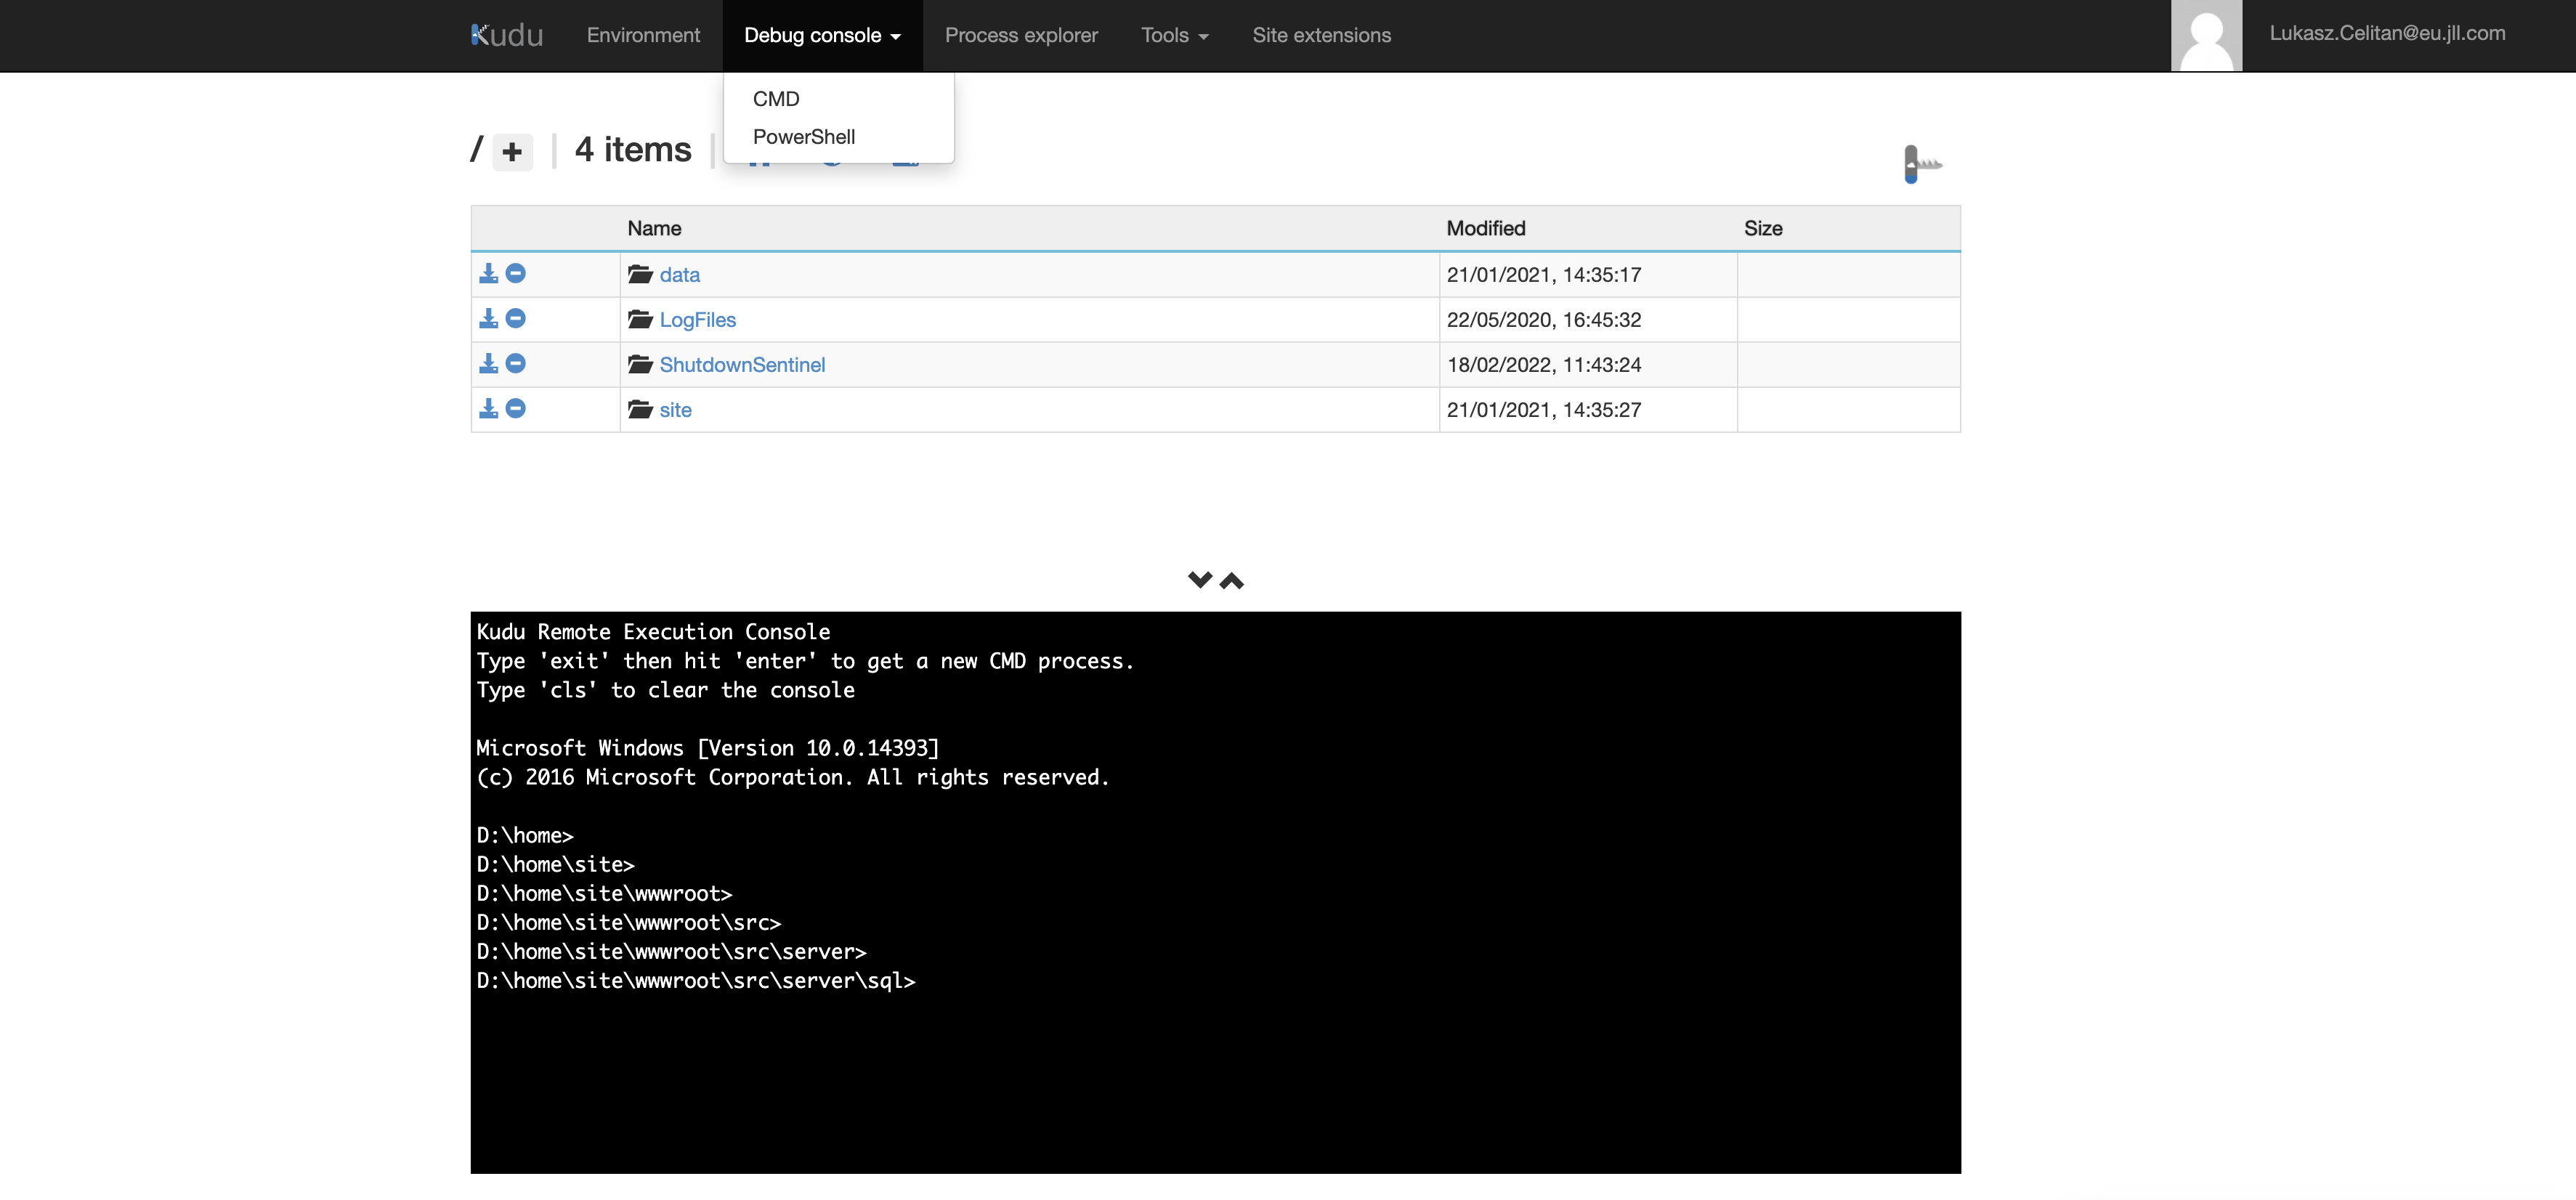 Kudu Environment Debug console Process explorer Tools Site extensions Lukasz.Celitan@eu.jll.com
CMD
PowerShell
/ + 4 items
Name Modified Size
data 21/01/2021, 14:35:17
LogFiles 22/05/2020, 16:45:32
ShutdownSentinel 18/02/2022, 11:43:24
site 21/01/2021, 14:35:27
Kudu Remote Execution Console
Type 'exit' then hit 'enter' to get a new CMD process.
Type 'cls' to clear the console
Microsoft Windows [Version 10.0.14393]
(c) 2016 Microsoft Corporation. All rights reserved.
D:\home>
D:\home\site>
D:\home\site\wwwroot>
D:\home\site\wwwroot\src>
D:\home\site\wwwroot\src\server>
D:\home\site\wwwroot\src\server\sql>